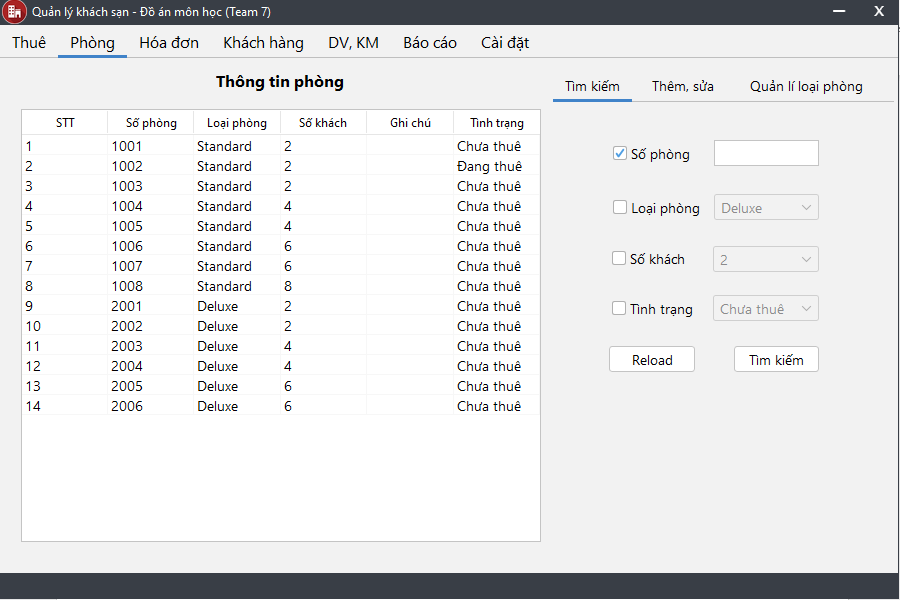 Quản lý khách sạn - Đồ án môn học (Team 7)
X
Thuê Phòng Hóa đơn Khách hàng DV, KM Báo cáo Cài đặt
Thông tin phòng
Tìm kiếm Thêm, sửa Quản lí loại phòng
STT Số phòng Loại phòng Số khách Ghi chú Tình trạng
1 1001 Standard 2 Chưa thuê
2 1002 Standard 2 Đang thuê
3 1003 Standard 2 Chưa thuê
4 1004 Standard 4 Chưa thuê
5 1005 Standard 4 Chưa thuê
6 1006 Standard 6 Chưa thuê
7 1007 Standard 6 Chưa thuê
8 1008 Standard 8 Chưa thuê
9 2001 Deluxe 2 Chưa thuê
10 2002 Deluxe 2 Chưa thuê
11 2003 Deluxe 4 Chưa thuê
12 2004 Deluxe 4 Chưa thuê
13 2005 Deluxe 6 Chưa thuê
14 2006 Deluxe 6 Chưa thuê
Số phòng
Loại phòng Deluxe
Số khách 2
Tình trạng Chưa thuê
Reload Tìm kiếm